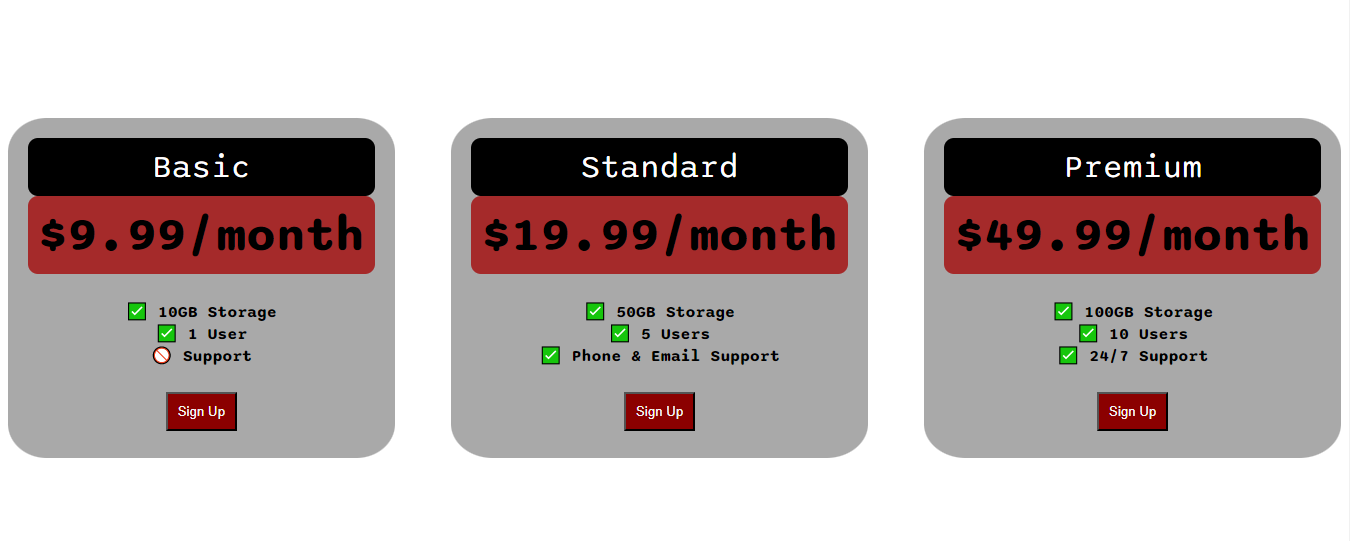 Basic
$9.99/month
✅ 10GB Storage
✅ 1 User
🚫 Support
Sign Up
Standard
$19.99/month
✅ 50GB Storage
✅ 5 Users
✅ Phone & Email Support
Sign Up
Premium
$49.99/month
✅ 100GB Storage
✅ 10 Users
✅ 24/7 Support
Sign Up